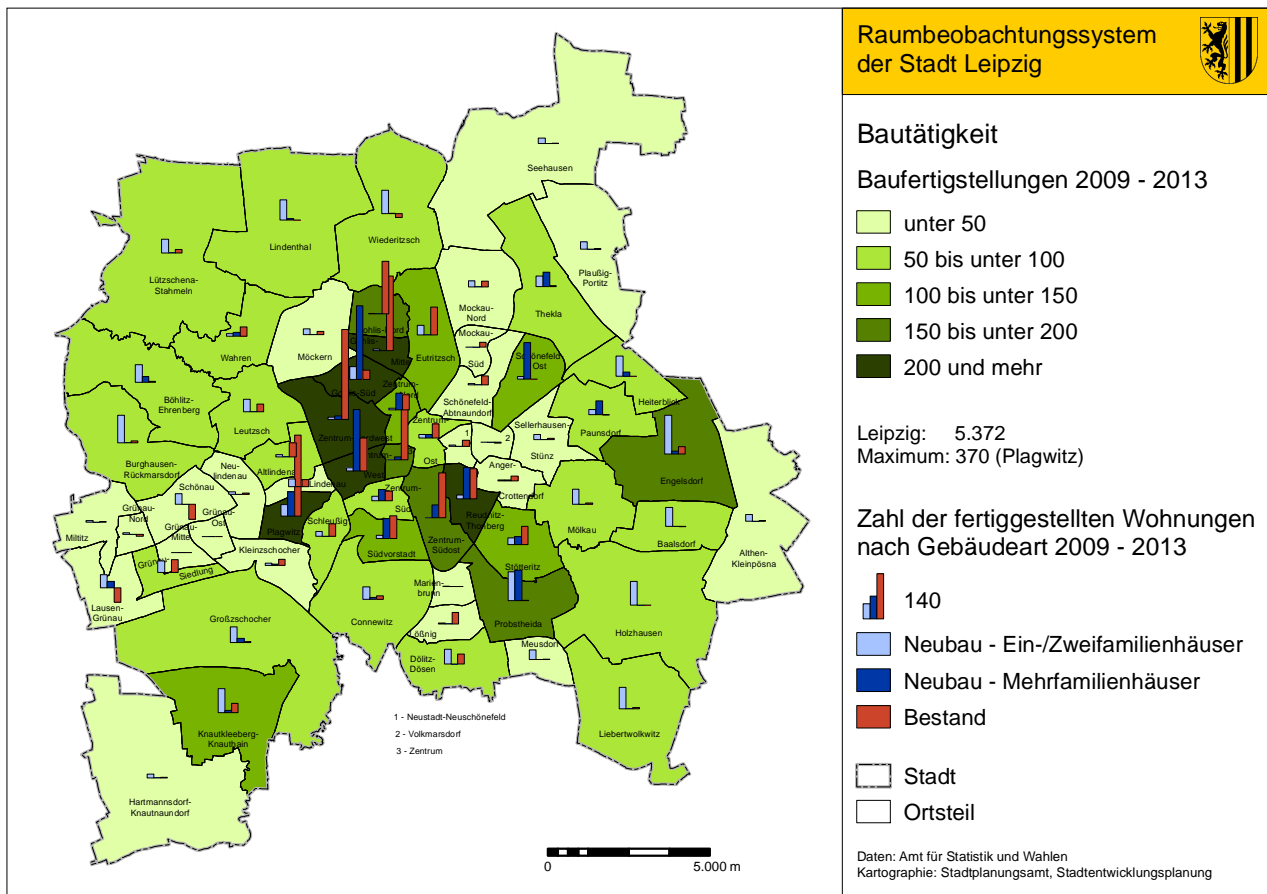 Raumbeobachtungssystem
der Stadt Leipzig
Bautätigkeit
Baufertigstellungen 2009 - 2013
unter 50
50 bis unter 100
100 bis unter 150
150 bis unter 200
200 und mehr
Leipzig: 5.372
Maximum: 370 (Plagwitz)
Zahl der fertiggestellten Wohnungen
nach Gebäudeart 2009 - 2013
140
Neubau - Ein-/Zweifamilienhäuser
Neubau - Mehrfamilienhäuser
Bestand
Stadt
Ortsteil
Daten: Amt für Statistik und Wahlen
Kartographie: Stadtplanungsamt, Stadtentwicklungsplanung
Seehausen
Wiederitzsch
Lindenthal
Plaußig-
Portitz
Lützschena-
Stahmeln
Mockau-
Nord
Thekla
Mockau-
Süd
Wahren
Möckern
Mitte
Eutritzsch
Schönefeld-
Abtnaundorf
Ost
Heiterblick
Böhlitz-
Ehrenberg
Leutzsch
Paunsdorf
Sellerhausen-
Stünz
Engelsdorf
Burghausen-
Rückmarsdorf
Zentrum-
Ost
1
2
Anger-
Crottendorf
Neu-
lindenau
Altlindenau
Lindenau
West
Schönau
Grünau-
Nord
Grünau-
Ost
Grünau-
Mitte
Miltitz
Siedlung
Lausen-
Grünau
Plagwitz
Schleußig
Kleinzschocher
Zentrum-
Süd
Südvorstadt
Zentrum-
Südost
Reudnitz-
Thonberg
Stötteritz
Mölkau
Baalsdorf
Althen-
Kleinpösna
Marien-
brunn
Probstheida
Connewitz
Lößnig
Dölitz-
Dösen
Meusdorf
Holzhausen
Liebertwolkwitz
Großzschocher
Knautkleeberg-
Knauthain
Hartmannsdorf-
Knautnaundorf
1 - Neustadt-Neuschönefeld
2 - Volkmarsdorf
3 - Zentrum
0
5.000 m